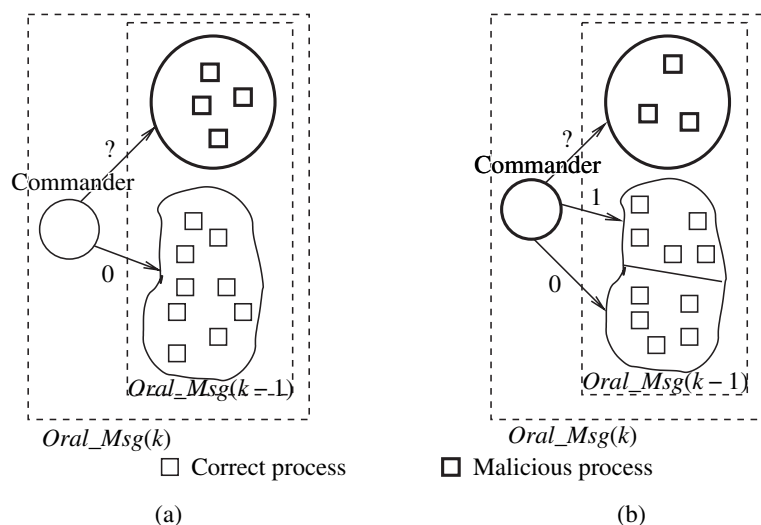 ?
Commander
0
Oral_Msg(k − 1)
Oral_Msg(k)
?
Commander
1
0
Oral_Msg(k − 1)
Oral_Msg(k)
Correct process
Malicious process
(a)
(b)